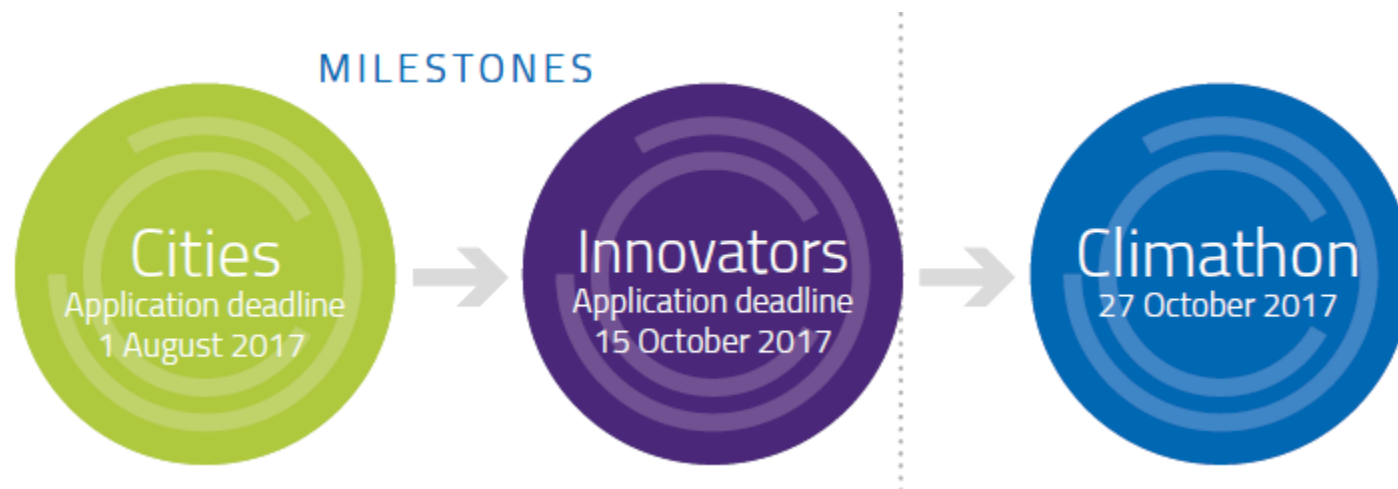 MILESTONES
Cities
Application deadline
1 August 2017
Innovators
Application deadline
15 October 2017
Climathon
27 October 2017